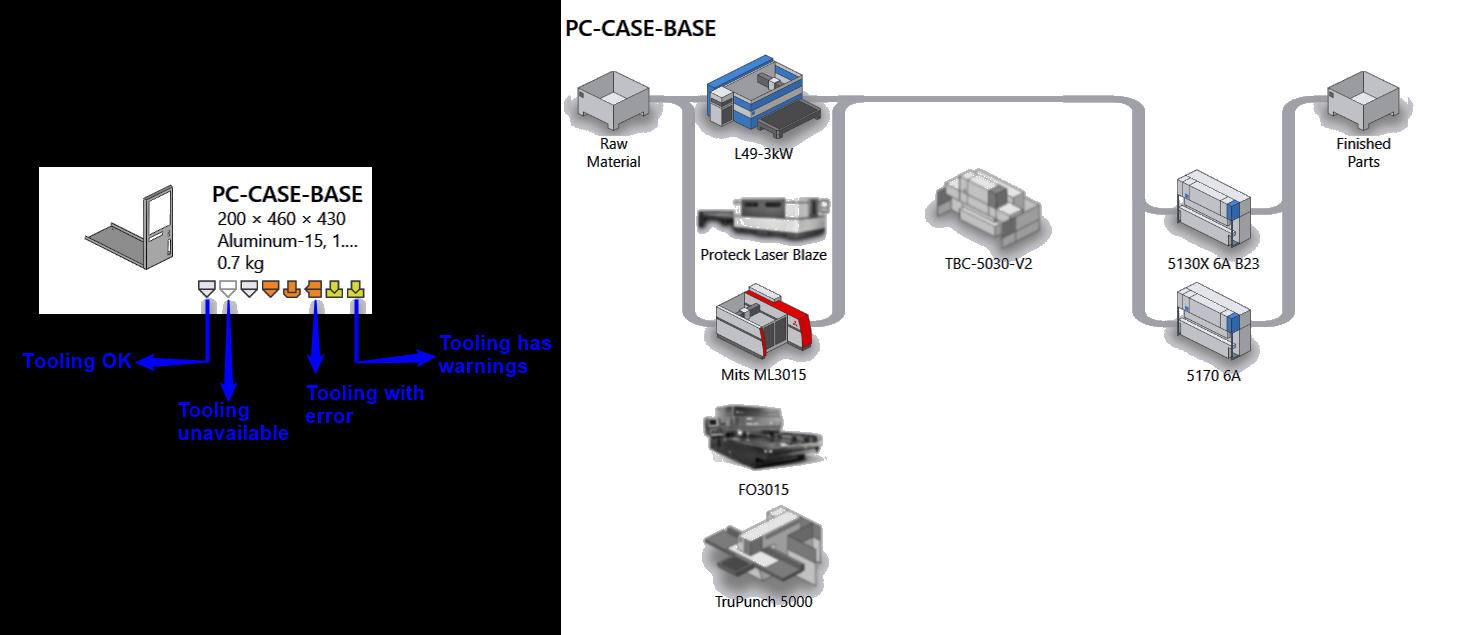 PC-CASE-BASE
200 × 460 × 430
Aluminum-15, 1....
0.7 kg
Tooling OK
Tooling
unavailable
Tooling with
error
Tooling has
warnings
PC-CASE-BASE
Raw
Material
L49-3kW
Proteck Laser Blaze
Mits ML3015
FO3015
TruPunch 5000
TBC-5030-V2
5130X 6A B23
5170 6A
Finished
Parts